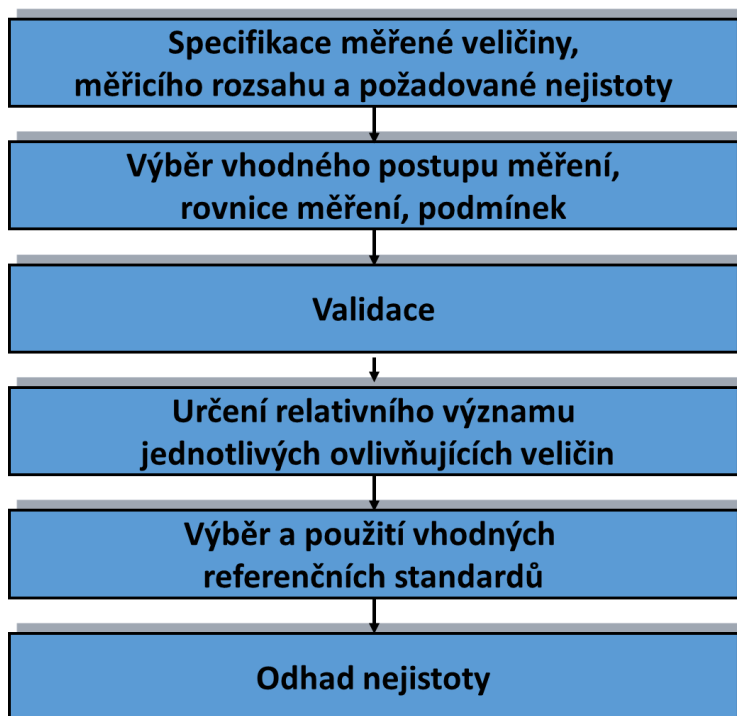 Specifikace měřené veličiny,
měřicího rozsahu a požadované nejistoty
Výběr vhodného postupu měření,
rovnice měření, podmínek
Validace
Určení relativního významu
jednotlivých ovlivňujících veličin
Výběr a použití vhodných
referenčních standardů
Odhad nejistoty